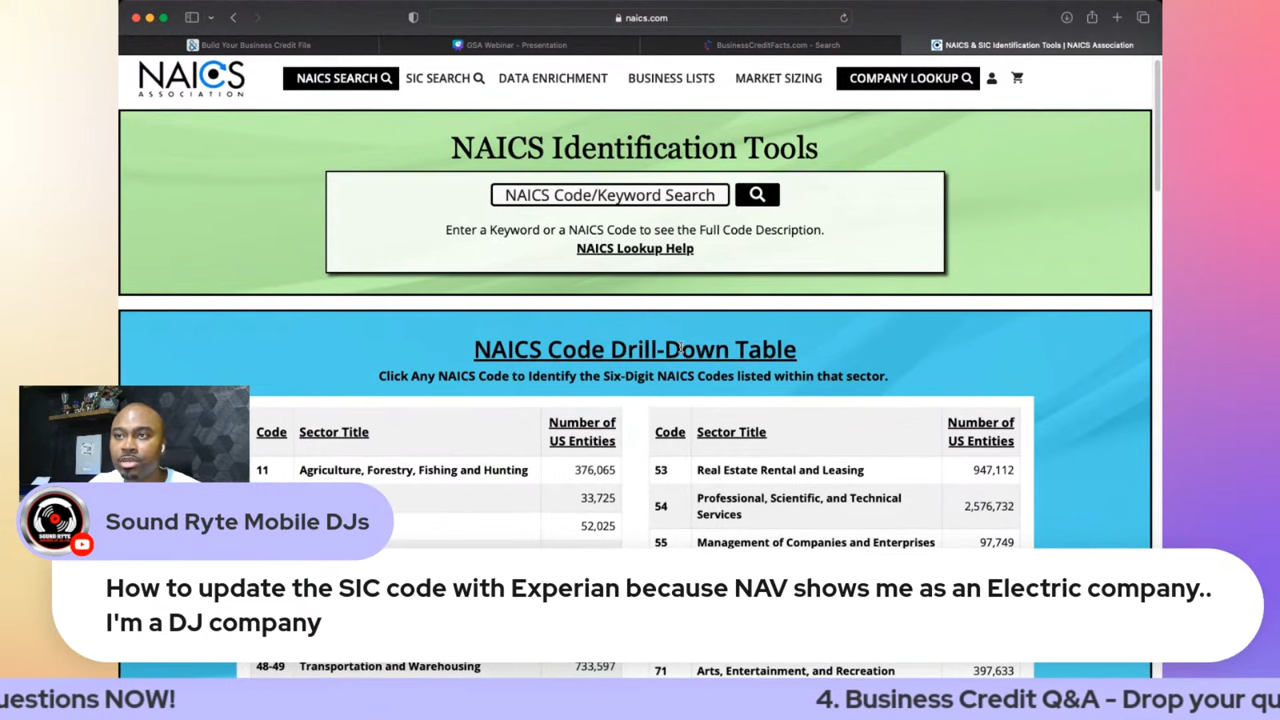 naics.com
Build Your Business Credit File
GSA Webinar - Presentation
BusinessCreditFacts.com - Search
NAICS & SIC Identification Tools | NAICS Association
NAICS
ASSOCIATION
NAICS SEARCH
SIC SEARCH
DATA ENRICHMENT
BUSINESS LISTS
MARKET SIZING
COMPANY LOOKUP
NAICS Identification Tools
NAICS Code/Keyword Search
Enter a Keyword or a NAICS Code to see the Full Code Description.
NAICS Lookup Help
NAICS Code Drill-Down Table
Click Any NAICS Code to Identify the Six-Digit NAICS Codes listed within that sector.
Code Sector Title Number of
US Entities
11 Agriculture, Forestry, Fishing and Hunting 376,065
33,725
52,025
48-49 Transportation and Warehousing 733,597
Code Sector Title Number of
US Entities
53 Real Estate Rental and Leasing 947,112
54 Professional, Scientific, and Technical
Services 2,576,732
55 Management of Companies and Enterprises 97,749
71 Arts, Entertainment, and Recreation 397,633
SOUND RYTE
Sound Ryte Mobile DJs
How to update the SIC code with Experian because NAV shows me as an Electric company..
I'm a DJ company
uestions NOW!
4. Business Credit Q&A - Drop your qu